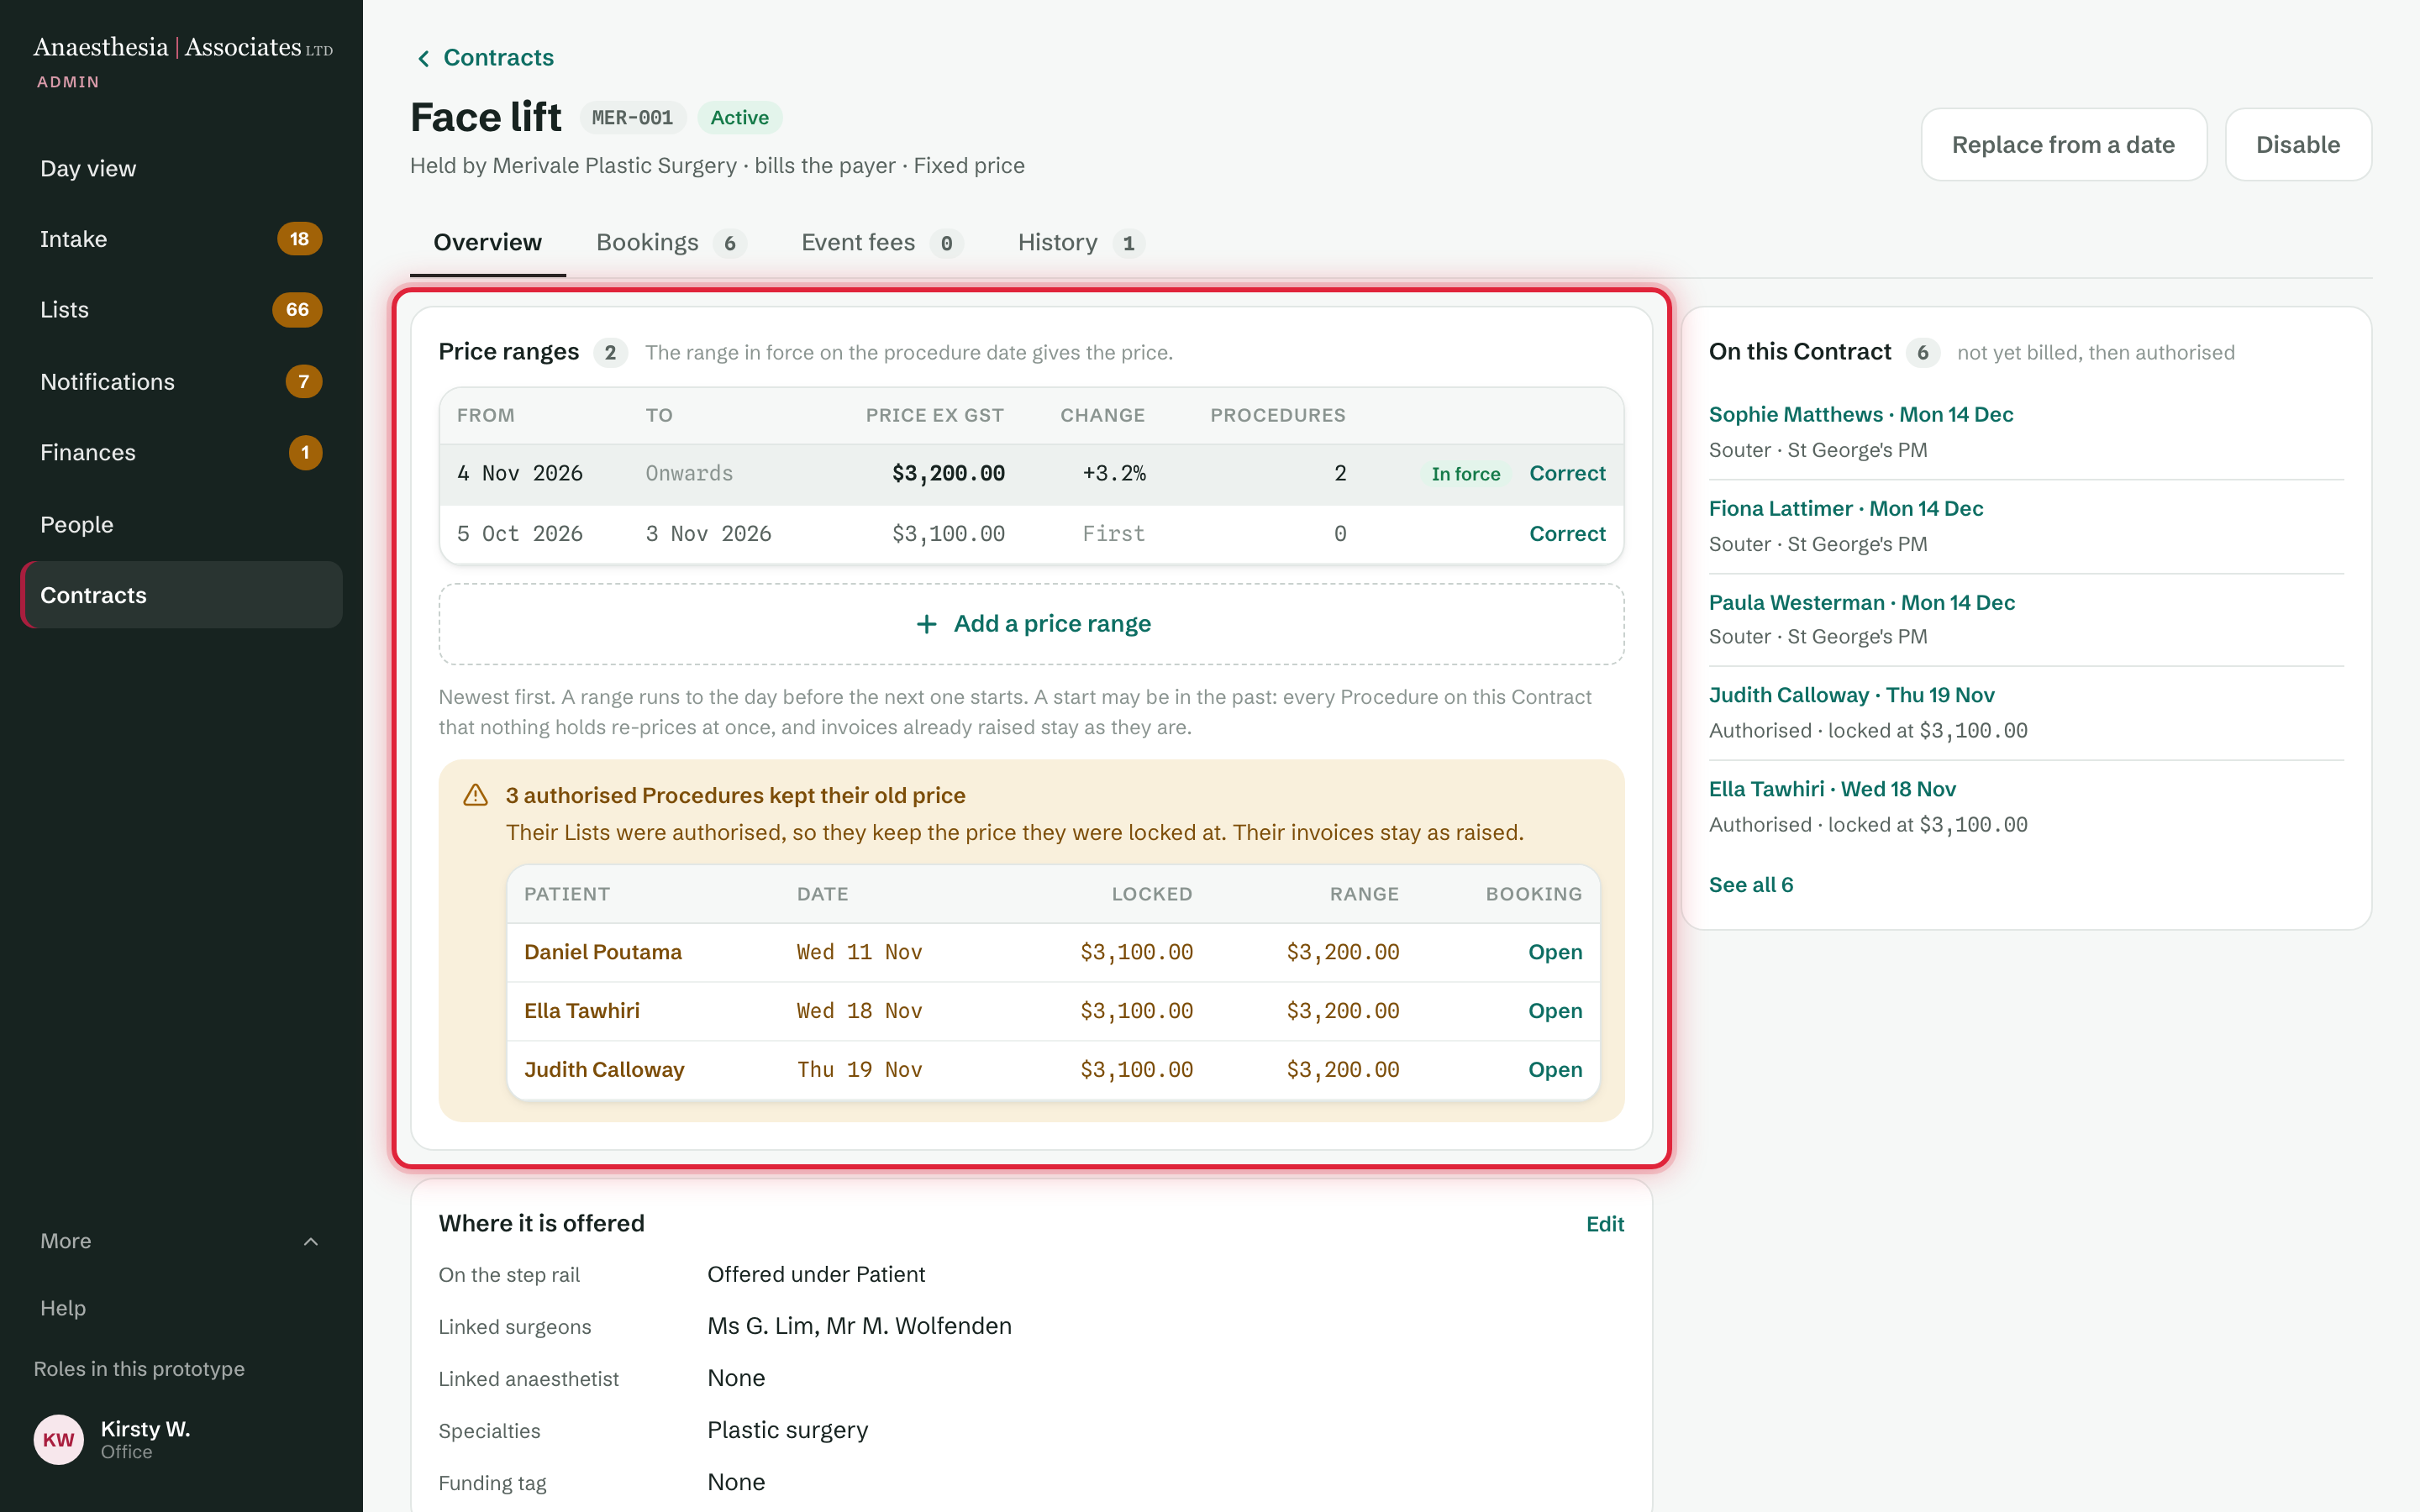 Anaesthesia | Associates LTD
ADMIN
Day view
Intake 18
Lists 66
Notifications 7
Finances 1
People
Contracts
More
Help
Roles in this prototype
KW
Kirsty W.
Office
Contracts
Face lift MER-001 Active
Held by Merivale Plastic Surgery · bills the payer · Fixed price
Replace from a date
Disable
Overview
Bookings 6
Event fees 0
History 1
Price ranges 2 The range in force on the procedure date gives the price.
FROM TO PRICE EX GST CHANGE PROCEDURES
4 Nov 2026 Onwards $3,200.00 +3.2% 2 In force Correct
5 Oct 2026 3 Nov 2026 $3,100.00 First 0 Correct
+ Add a price range
Newest first. A range runs to the day before the next one starts. A start may be in the past: every Procedure on this Contract
that nothing holds re-prices at once, and invoices already raised stay as they are.
3 authorised Procedures kept their old price
Their Lists were authorised, so they keep the price they were locked at. Their invoices stay as raised.
PATIENT DATE LOCKED RANGE BOOKING
Daniel Poutama Wed 11 Nov $3,100.00 $3,200.00 Open
Ella Tawhiri Wed 18 Nov $3,100.00 $3,200.00 Open
Judith Calloway Thu 19 Nov $3,100.00 $3,200.00 Open
Where it is offered Edit
On the step rail Offered under Patient
Linked surgeons Ms G. Lim, Mr M. Wolfenden
Linked anaesthetist None
Specialties Plastic surgery
Funding tag None
On this Contract 6 not yet billed, then authorised
Sophie Matthews · Mon 14 Dec
Souter · St George's PM
Fiona Lattimer · Mon 14 Dec
Souter · St George's PM
Paula Westerman · Mon 14 Dec
Souter · St George's PM
Judith Calloway · Thu 19 Nov
Authorised · locked at $3,100.00
Ella Tawhiri · Wed 18 Nov
Authorised · locked at $3,100.00
See all 6